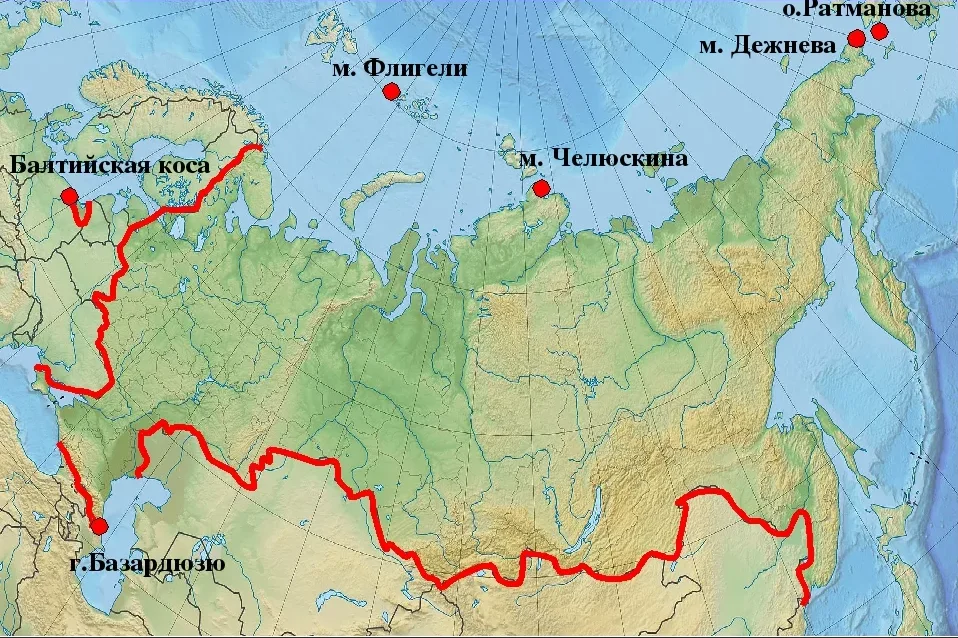 о.Ратманова
м. Дежнева
м. Флигели
м. Челюскина
Балтийская коса
г.Базардюзю